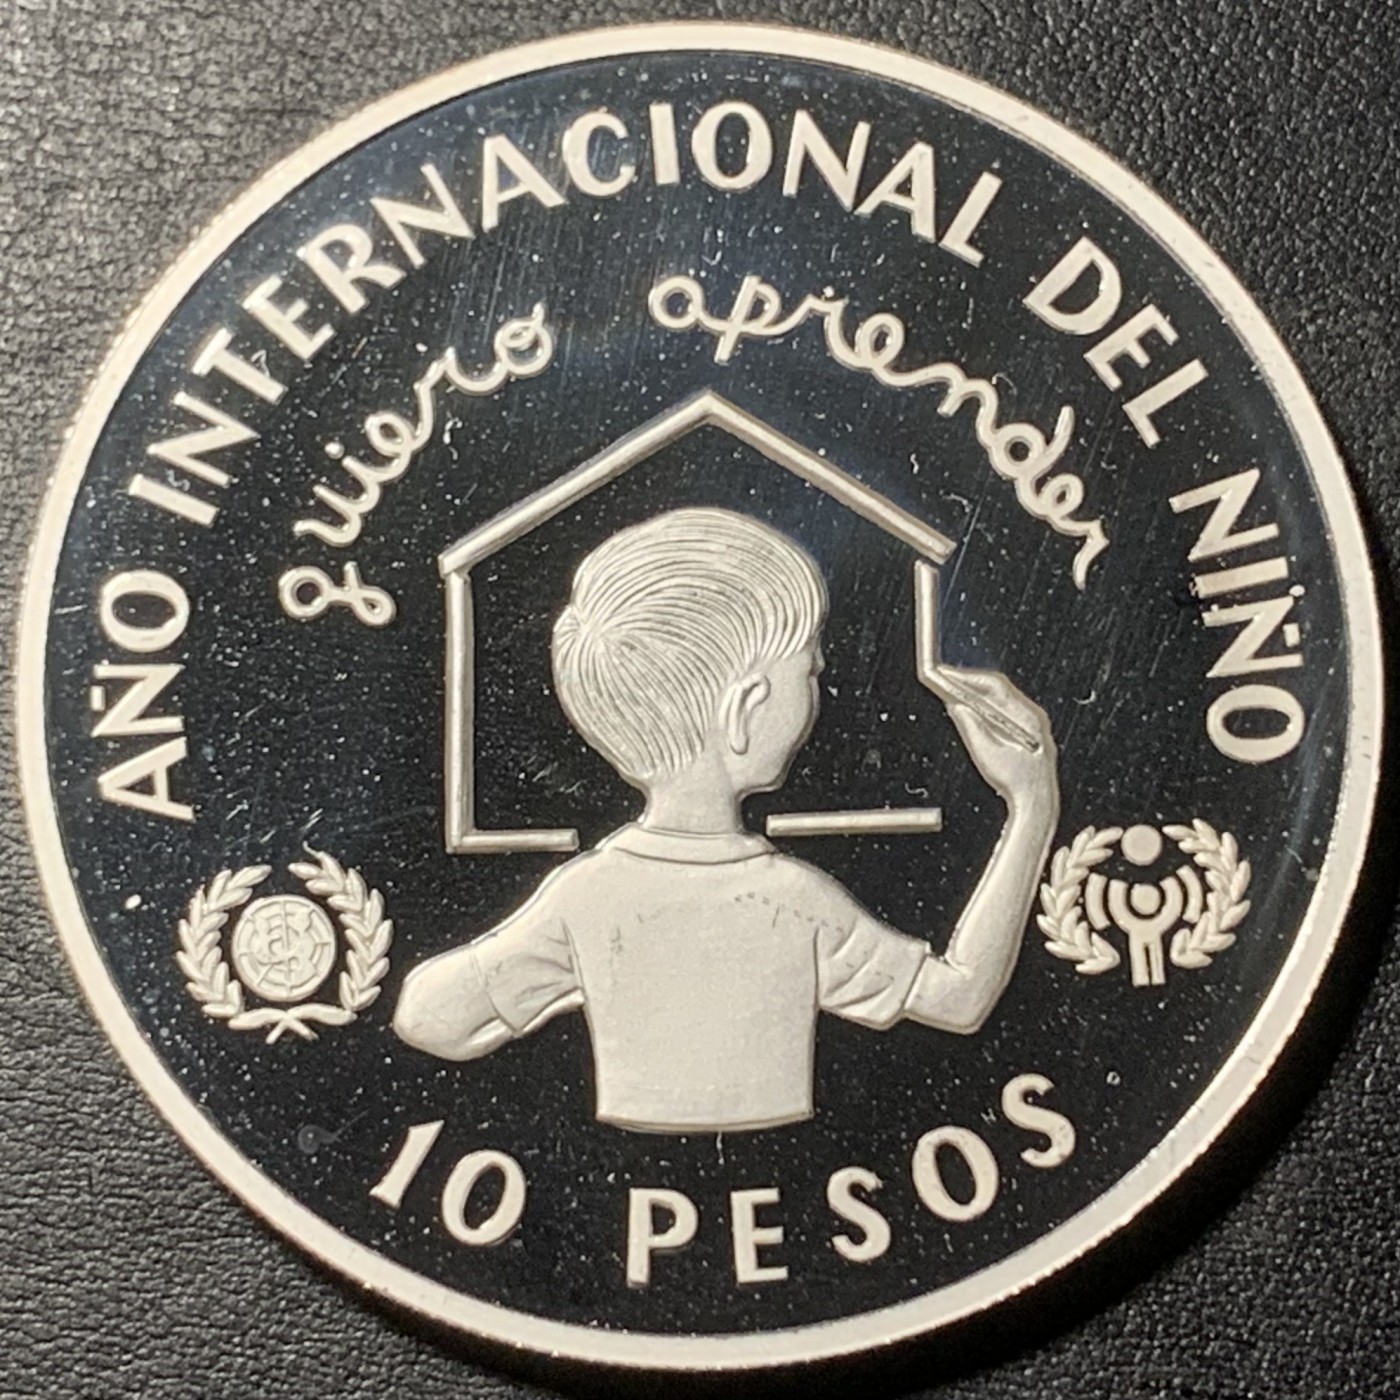 AÑO INTERNACIONAL DEL NIÑO
quiero aprender
10 PESOS